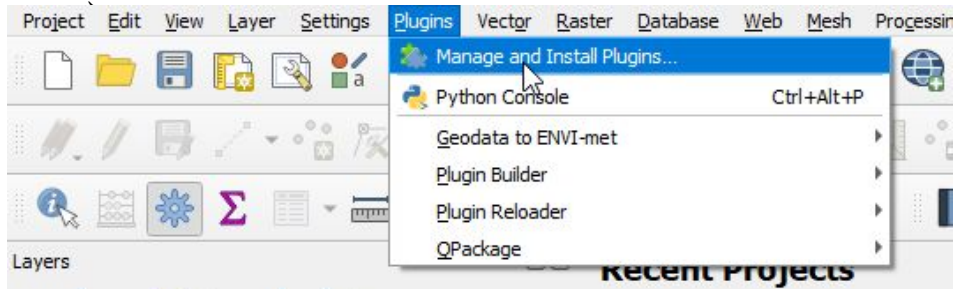 Project Edit View Layer Settings Plugins Vector Raster Database Web Mesh
Manage and Install Plugins...
a
Python Console Ctrl+Alt+P
Geodata to ENVI-met
Plugin Builder
Plugin Reloader
QPackage
Layers
Recent Projects